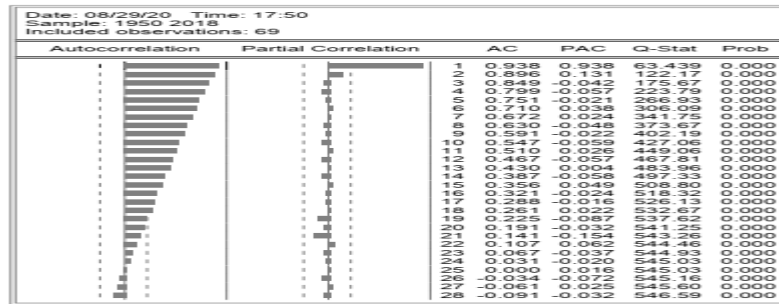 Date: 08/29/20 Time: 17:50
Sample: 1950 2018
Included observations: 69
Autocorrelation Partial Correlation AC PAC Q-Stat Prob
1 0.938 0.938 63.439 0.000
2 0.896 0.131 122.17 0.000
3 0.849 -0.042 175.67 0.000
4 0.799 -0.057 223.79 0.000
5 0.751 -0.021 266.93 0.000
6 0.710 0.038 306.09 0.000
7 0.672 0.024 341.75 0.000
8 0.630 -0.048 373.67 0.000
9 0.591 -0.022 402.19 0.000
10 0.547 -0.059 427.06 0.000
11 0.510 0.026 449.06 0.000
12 0.467 -0.057 467.81 0.000
13 0.430 0.004 483.96 0.000
14 0.387 -0.058 497.33 0.000
15 0.356 0.049 508.80 0.000
16 0.321 -0.024 518.32 0.000
17 0.288 -0.016 526.13 0.000
18 0.261 0.022 532.67 0.000
19 0.225 -0.087 537.62 0.000
20 0.191 -0.032 541.25 0.000
21 0.141 -0.154 543.26 0.000
22 0.107 0.062 544.46 0.000
23 0.067 -0.037 544.93 0.000
24 0.031 -0.020 545.03 0.000
25 0.000 0.016 545.03 0.000
26 -0.034 -0.072 545.16 0.000
27 -0.061 0.025 545.60 0.000
28 -0.091 -0.032 546.59 0.000